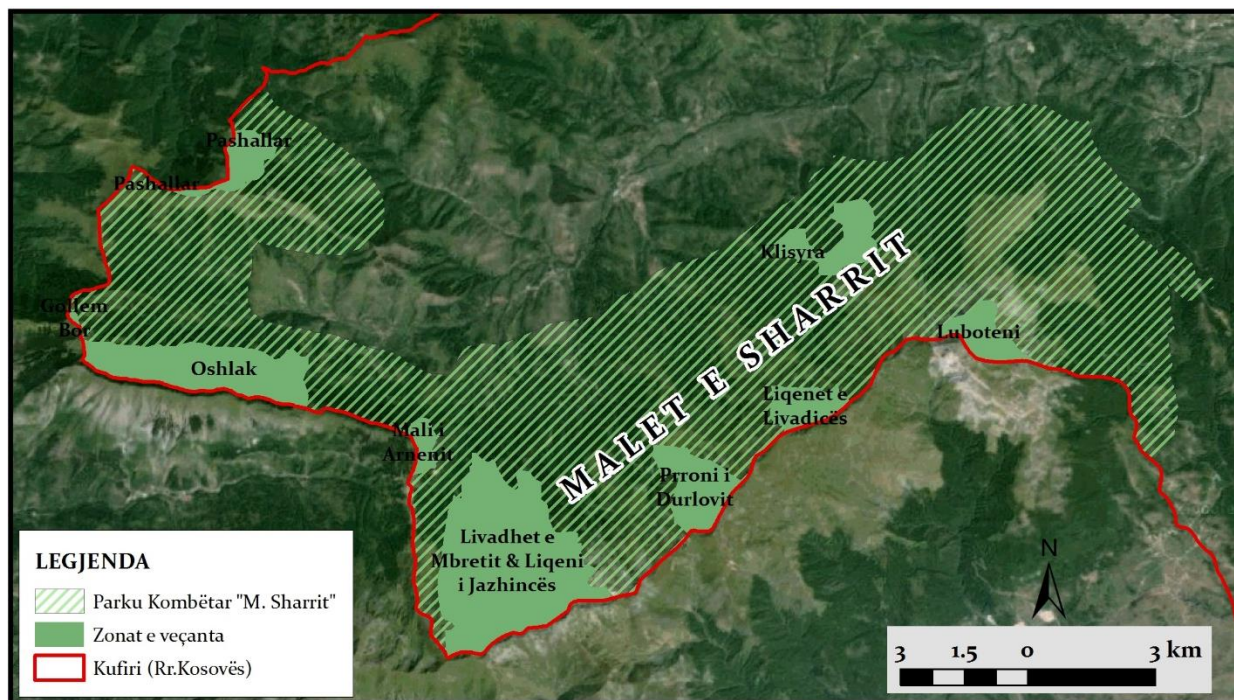 Pashallar
Pashallar
Klisyra
Gollem
Bor
Luboteni
Oshlak
MALET E SHARRIT
Liqenet e
Livadicës
Mali i
Arnenit
Prroni i
Durlovit
Livadhet e
Mbretit & Liqeni
i Jazhincës
LEGJENDA
Parku Kombëtar "M. Sharrit"
Zonat e veçanta
Kufiri (Rr.Kosovës)
N
3 1.5 0 3 km